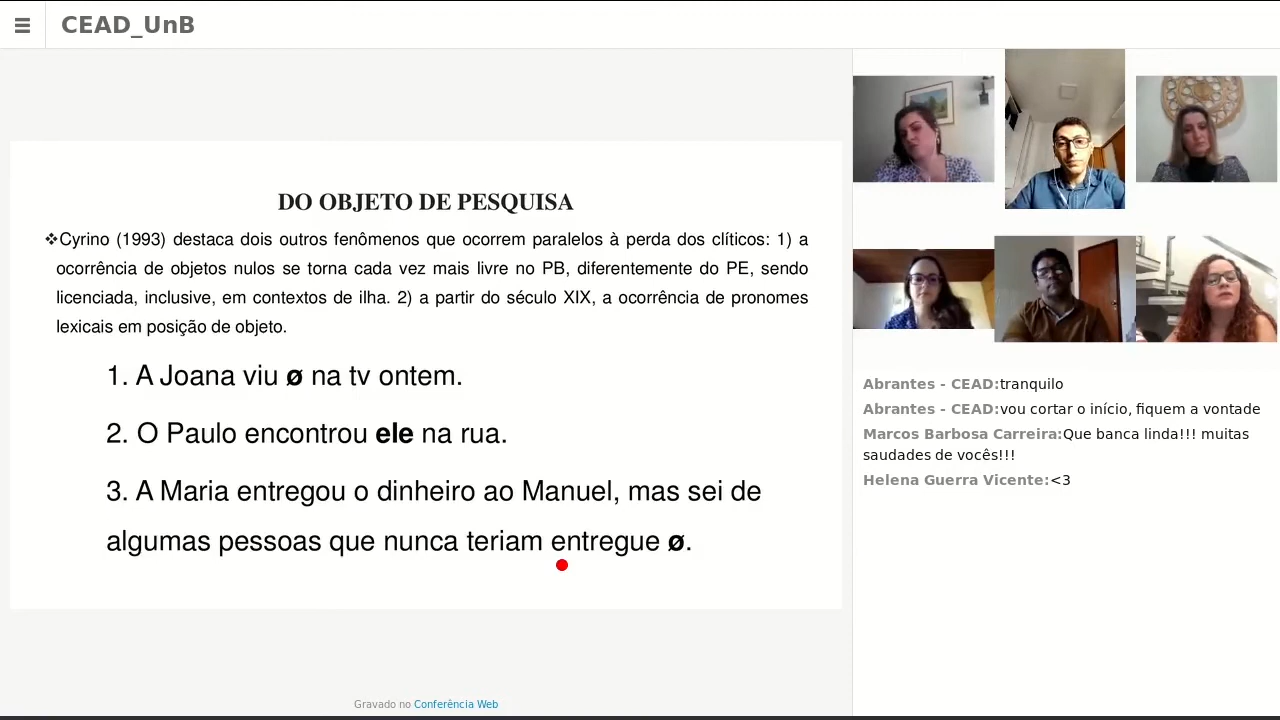 CEAD_UnB
DO OBJETO DE PESQUISA
❖Cyrino (1993) destaca dois outros fenômenos que ocorrem paralelos à perda dos clíticos: 1) a
ocorrência de objetos nulos se torna cada vez mais livre no PB, diferentemente do PE, sendo
licenciada, inclusive, em contextos de ilha. 2) a partir do século XIX, a ocorrência de pronomes
lexicais em posição de objeto.
1. A Joana viu ø na tv ontem.
2. O Paulo encontrou ele na rua.
3. A Maria entregou o dinheiro ao Manuel, mas sei de
algumas pessoas que nunca teriam entregue ø.
Abrantes - CEAD:tranquilo
Abrantes - CEAD:vou cortar o início, fiquem a vontade
Marcos Barbosa Carreira:Que banca linda!!! muitas
saudades de vocês!!!
Helena Guerra Vicente:<3
Gravado no Conferência Web